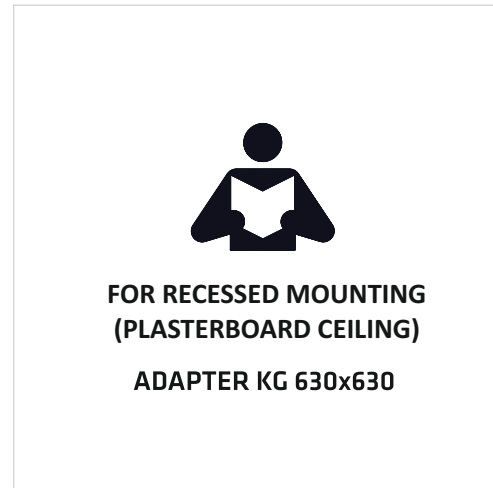 FOR RECESSED MOUNTING
(PLASTERBOARD CEILING)
ADAPTER KG 630x630